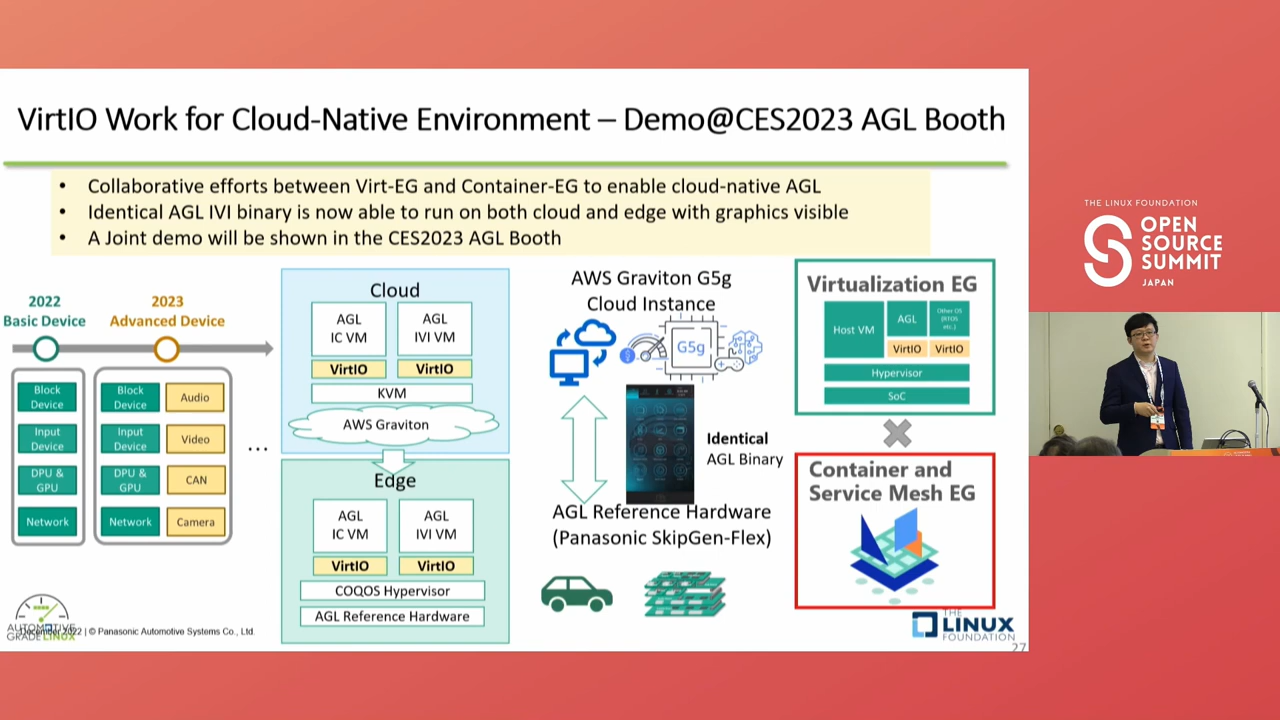 VirtIO Work for Cloud-Native Environment – Demo@CES2023 AGL Booth
• Collaborative efforts between Virt-EG and Container-EG to enable cloud-native AGL
• Identical AGL IVI binary is now able to run on both cloud and edge with graphics visible
• A Joint demo will be shown in the CES2023 AGL Booth
2022
Basic Device
2023
Advanced Device
Block
Device
Input
Device
DPU &
GPU
Network
Block
Device
Audio
Input
Device
Video
DPU &
GPU
CAN
Network
Camera
...
Cloud
AGL
IC VM
AGL
IVI VM
VirtIO
VirtIO
KVM
AWS Graviton
Edge
AGL
IC VM
AGL
IVI VM
VirtIO
VirtIO
COQOS Hypervisor
AGL Reference Hardware
AWS Graviton G5g
Cloud Instance
G5g
Identical
AGL Binary
AGL Reference Hardware
(Panasonic SkipGen-Flex)
Virtualization EG
Host VM
AGL
Other OS
(RTOS
etc.)
VirtIO
VirtIO
Hypervisor
SoC
Container and
Service Mesh EG
AUTOMOTIVE
GRADE LINUX
December 2022 | © Panasonic Automotive Systems Co., Ltd.
THE
LINUX
FOUNDATION
27
THE LINUX FOUNDATION
OPEN
SOURCE
SUMMIT
JAPAN